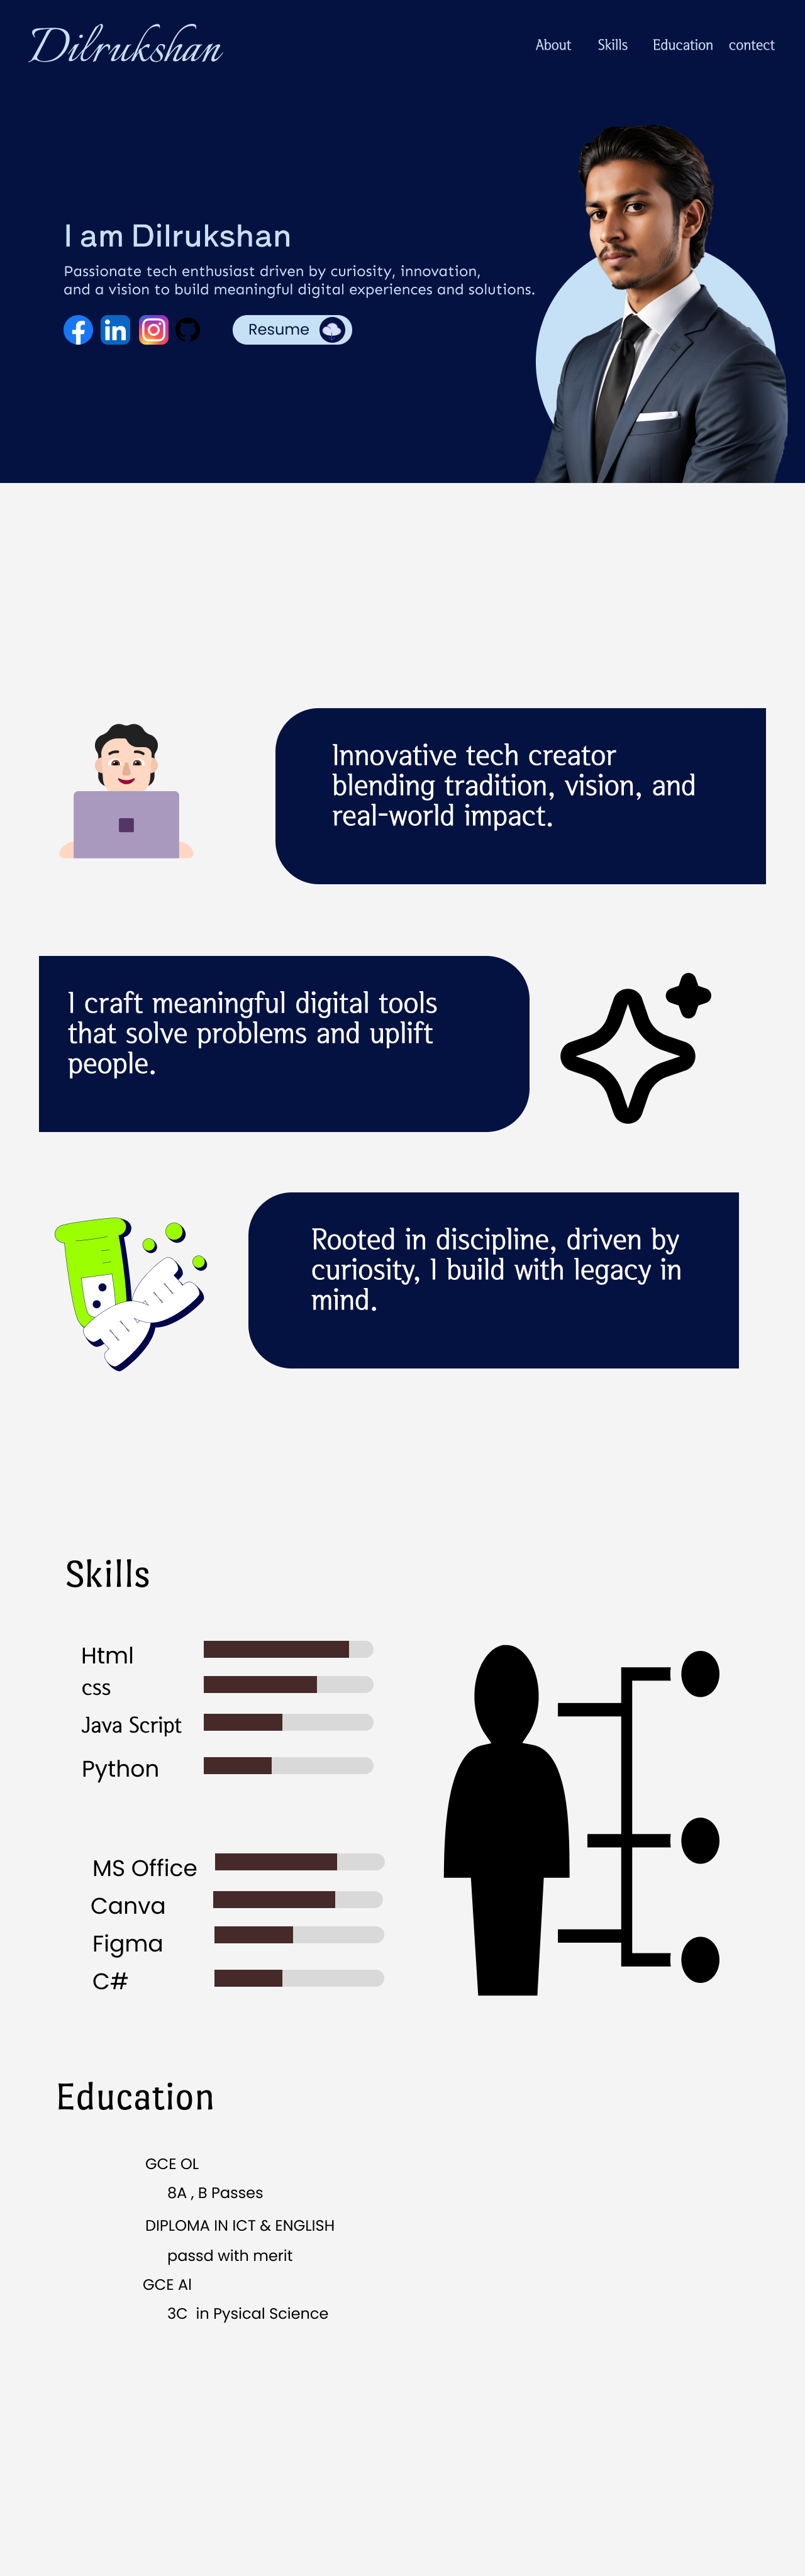 Dilrukshan
About Skills Education contect
I am Dilrukshan
Passionate tech enthusiast driven by curiosity, innovation,
and a vision to build meaningful digital experiences and solutions.
in
Resume
Innovative tech creator
blending tradition, vision, and
real-world impact.
I craft meaningful digital tools
that solve problems and uplift
people.
Rooted in discipline, driven by
curiosity, I build with legacy in
mind.
Skills
Html
css
Java Script
Python
MS Office
Canva
Figma
C#
Education
GCE OL
8A , B Passes
DIPLOMA IN ICT & ENGLISH
passd with merit
GCE Al
3C in Pysical Science